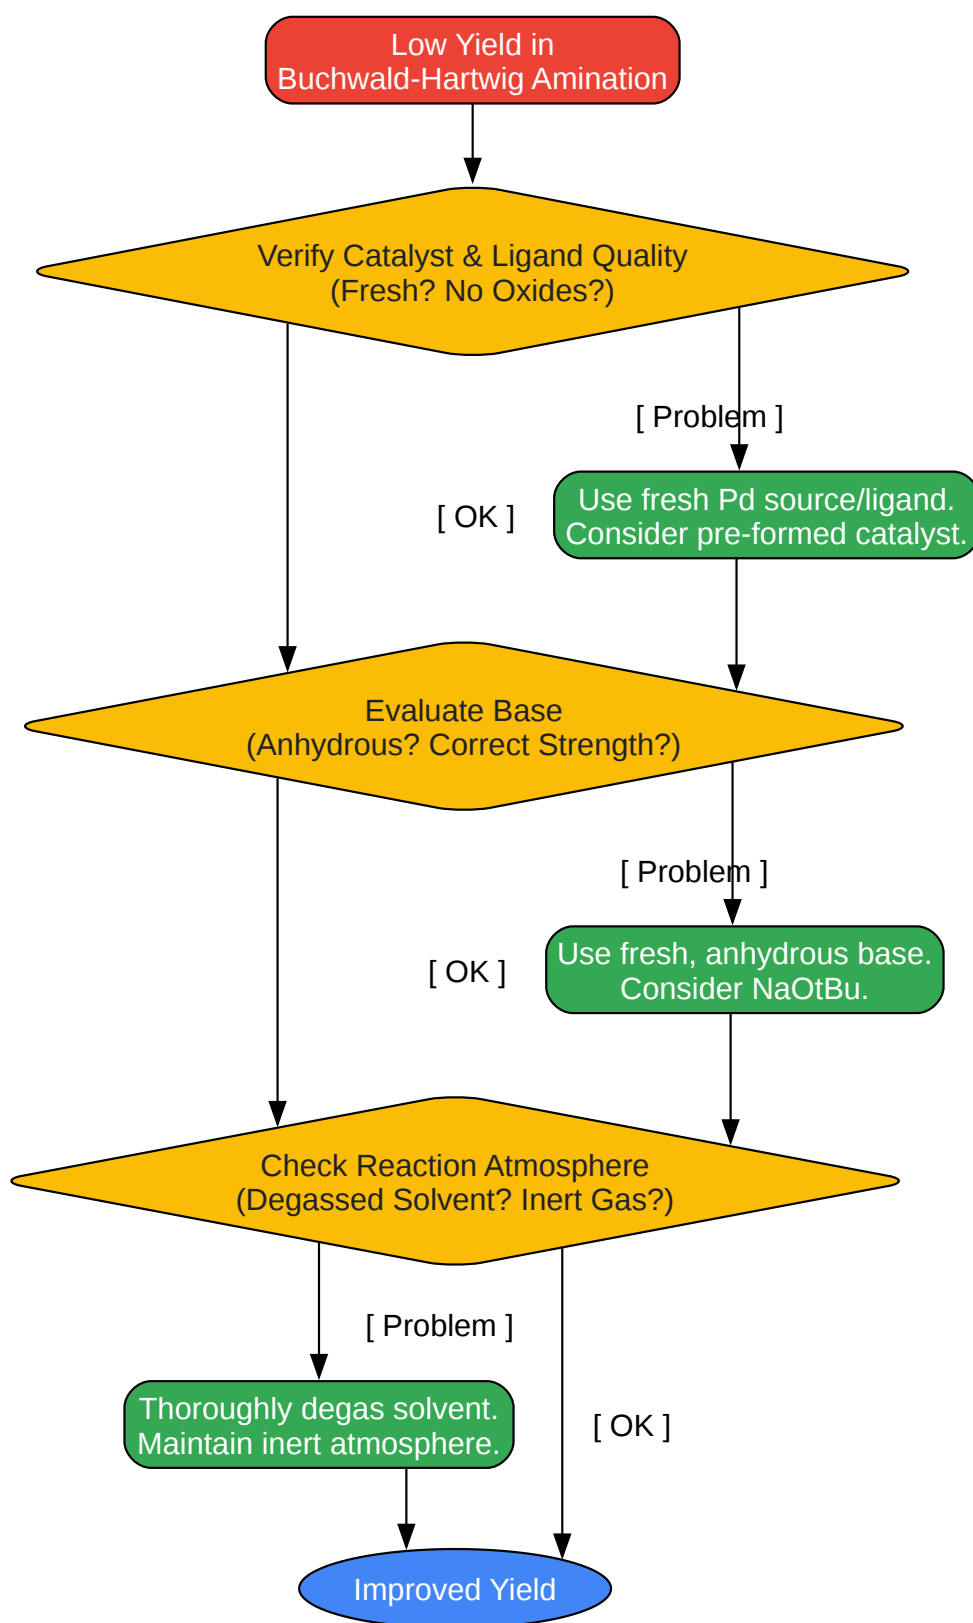 Low Yield in
Buchwald-Hartwig Amination
Verify Catalyst & Ligand Quality
(Fresh? No Oxides?)
[ Problem ]
[ OK ]
Use fresh Pd source/ligand.
Consider pre-formed catalyst.
Evaluate Base
(Anhydrous? Correct Strength?)
[ Problem ]
[ OK ]
Use fresh, anhydrous base.
Consider NaOtBu.
Check Reaction Atmosphere
(Degassed Solvent? Inert Gas?)
[ Problem ]
Thoroughly degas solvent.
Maintain inert atmosphere.
[ OK ]
Improved Yield